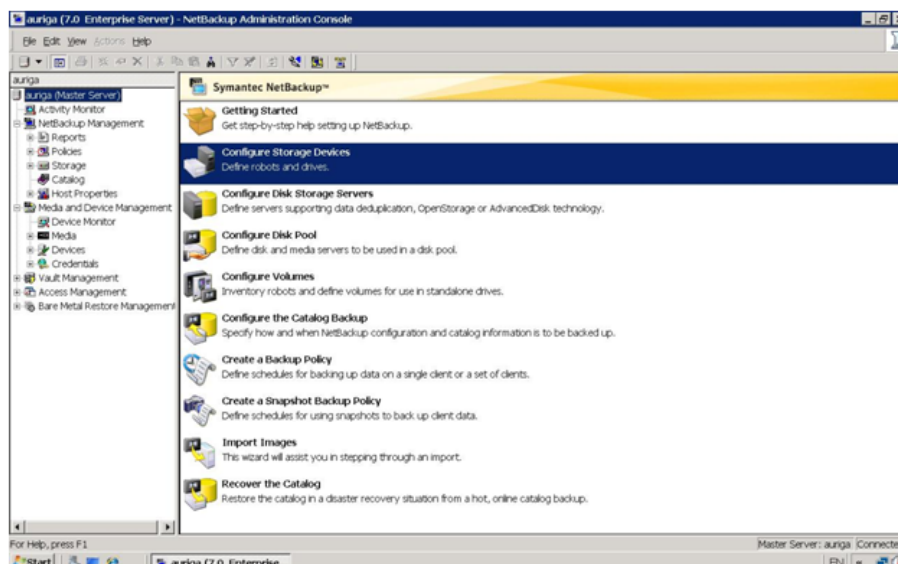 auriga (7.0 Enterprise Server) - NetBackup Administration Console
File Edit View Actions Help
auriga
auriga (Master Server)
Activity Monitor
NetBackup Management
Reports
Policies
Storage
Catalog
Host Properties
Media and Device Management
Device Monitor
Media
Devices
Credentials
Vault Management
Access Management
Bare Metal Restore Management
Symantec NetBackup™
Getting Started
Get step-by-step help setting up NetBackup.
Configure Storage Devices
Define robots and drives.
Configure Disk Storage Servers
Define servers supporting data deduplication, OpenStorage or AdvancedDisk technology.
Configure Disk Pool
Define disk and media servers to be used in a disk pool.
Configure Volumes
Inventory robots and define volumes for use in standalone drives.
Configure the Catalog Backup
Specify how and when NetBackup configuration and catalog information is to be backed up.
Create a Backup Policy
Define schedules for backing up data on a single client or a set of clients.
Create a Snapshot Backup Policy
Define schedules for using snapshots to back up client data.
Import Images
This wizard will assist you in stepping through an import.
Recover the Catalog
Restore the catalog in a disaster recovery situation from a hot, online catalog backup.
For Help, press F1
Master Server: auriga
Connecte
Start
auriga (7.0 Enterprise
EN